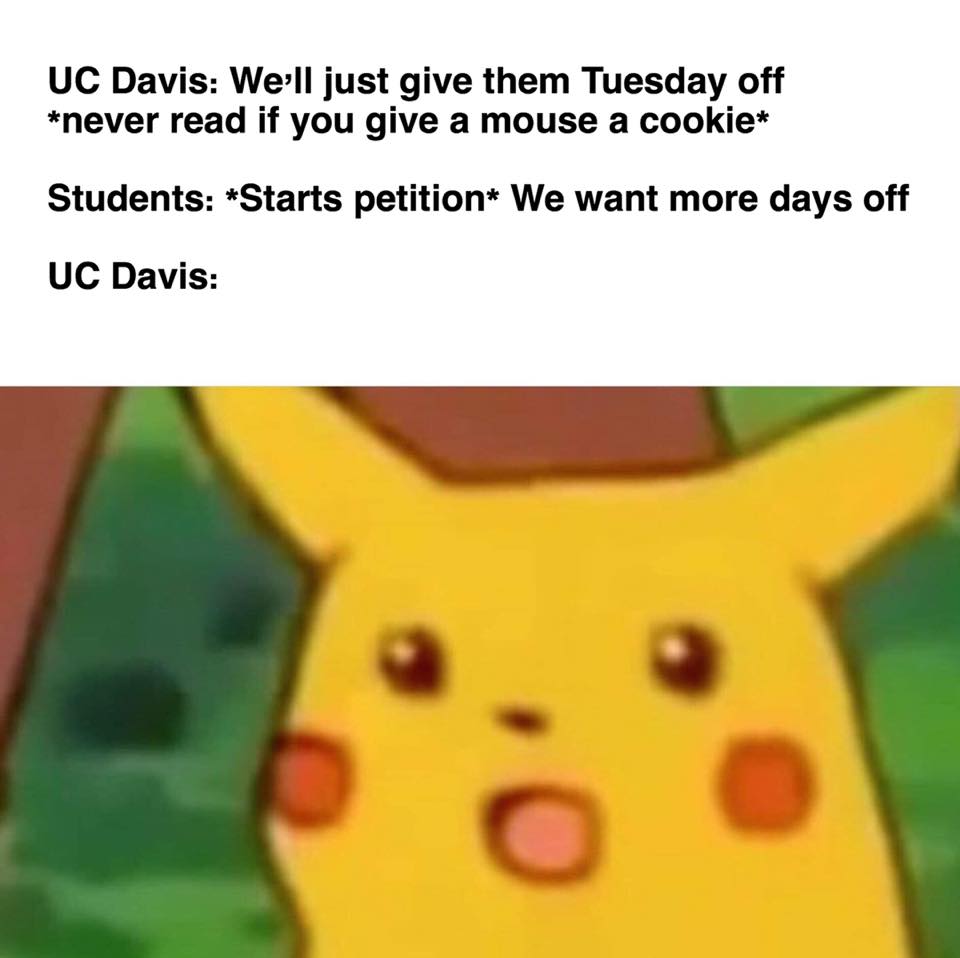 UC Davis: We'll just give them Tuesday off
*never read if you give a mouse a cookie*
Students: *Starts petition* We want more days off
UC Davis: